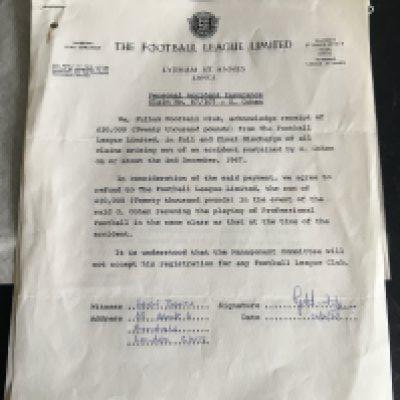 THE FOOTBALL LEAGUE LIMITED
LYTHAM ST ANNES
LANCS
Personal Accident Insurance
Claim No. - G. Cohen
We, Fulham Football Club, acknowledge receipt of
£20,000 (Twenty thousand pounds) from The Football
League Limited, in full and final discharge of all
claims arising out of an accident sustained by G. Cohen
on or about the 2nd December, 1967.
In consideration of the said payment, we agree to
refund to The Football League Limited, the sum of
£20,000 (Twenty thousand pounds) in the event of the
said G. Cohen resuming the playing of Professional
Football in the same class as that at the time of the
accident.
It is understood that the Management Committee will
not accept his registration for any Football League Club.
Witness Signature
Address Date
London